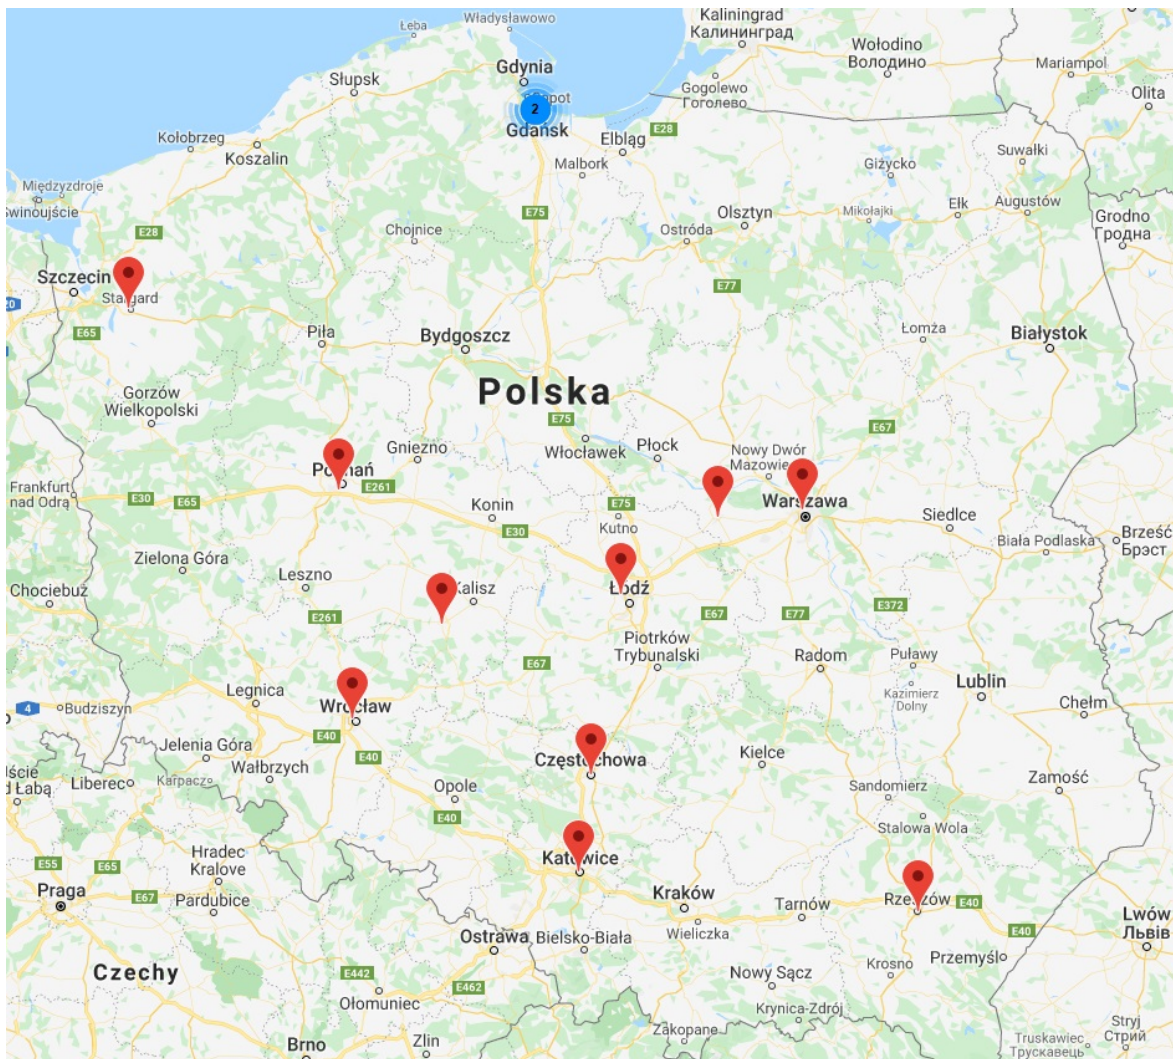 Władysławowo
Łeba
Kaliningrad
Калининград
Wołodino
Володино
Gdynia
Mariampol
Słupsk
Gogolewo
Гоголево
Olita
2
Gdańsk
Elbląg
E28
Kołobrzeg
Koszalin
Malbork
Suwałki
Giżycko
Międzyzdroje
Świnoujście
Ełk
Augustów
E75
Olsztyn
Mikołajki
Grodno
Гродна
E28
Chojnice
Ostróda
Szczecin
E77
20
E65
Piła
Bydgoszcz
Łomża
Białystok
Polska
Gorzów
Wielkopolski
E75
E67
Gniezno
Włocławek
Płock
Nowy Dwór
Poznań
E261
Frankfurt
nad Odrą
E30
E65
Konin
E75
Warszawa
Kutno
Siedlce
E30
Brześć
Брэст
Biała Podlaska
Zielona Góra
Leszno
Kalisz
Chociebuż
Łódź
E261
E67
E77
E372
Piotrków
Trybunalski
E67
Radom
Puławy
Legnica
Kazimierz
Dolny
Lublin
4
Budziszyn
Wrocław
Chełm
E40
E40
Jelenia Góra
Kielce
Częstochowa
Liberec
Karpacz
Wałbrzych
Opole
Sandomierz
Zamość
E40
Stalowa Wola
Hradec
Kralove
Katowice
E55
E65
Praga
E67
Pardubice
Kraków
Tarnów
Rzeszów
E40
Wieliczka
E40
Lwów
Львів
Ostrawa
Bielsko-Biała
Przemyśl
Czechy
E442
E462
Nowy Sącz
Krosno
Ołomuniec
Krynica-Zdrój
Brno
Zlin
Zakopane
Truskawiec
Трускавець
Stryj
Стрий